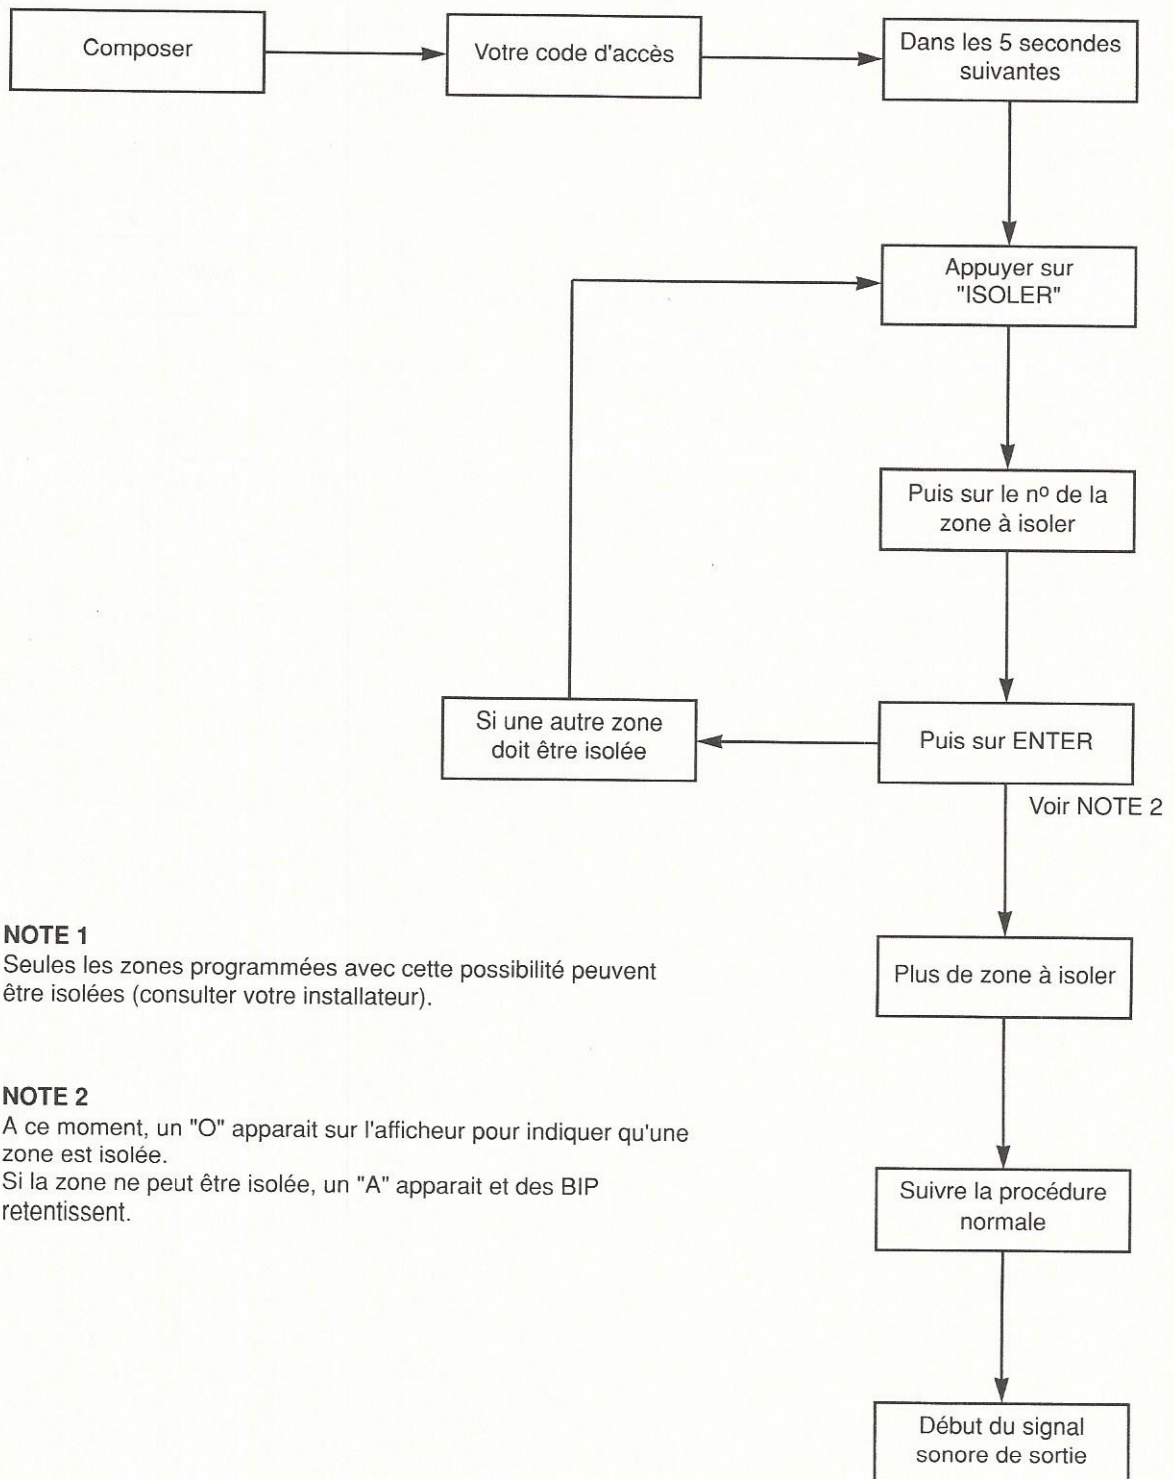 Composer
Votre code d'accès
Dans les 5 secondes
suivantes
Appuyer sur
"ISOLER"
Puis sur le nº de la
zone à isoler
Puis sur ENTER
Voir NOTE 2
Si une autre zone
doit être isolée
Plus de zone à isoler
Suivre la procédure
normale
Début du signal
sonore de sortie
NOTE 1
Seules les zones programmées avec cette possibilité peuvent
être isolées (consulter votre installateur).
NOTE 2
A ce moment, un "O" apparait sur l'afficheur pour indiquer qu'une
zone est isolée.
Si la zone ne peut être isolée, un "A" apparait et des BIP
retentissent.